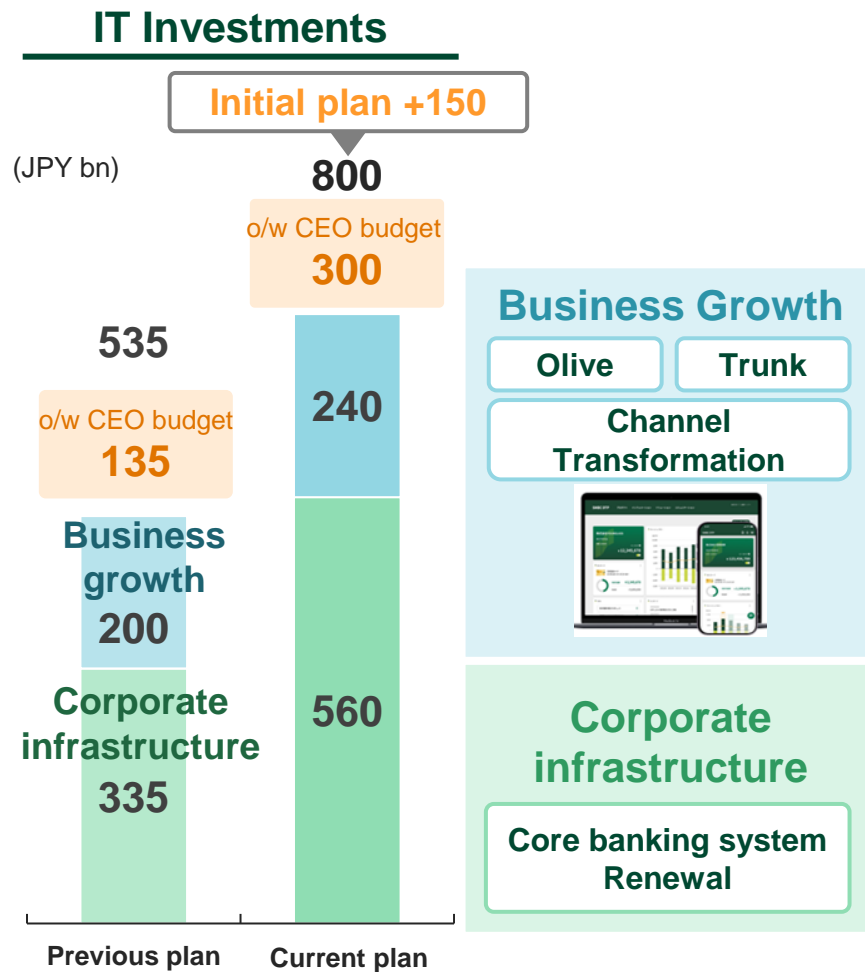 IT Investments
Initial plan +150
(JPY bn)
800
o/w CEO budget
300
535
o/w CEO budget
135
240
Business
growth
200
560
Corporate
infrastructure
335
Previous plan
Current plan
Business Growth
Olive
Trunk
Channel
Transformation
Corporate
infrastructure
Core banking system
Renewal